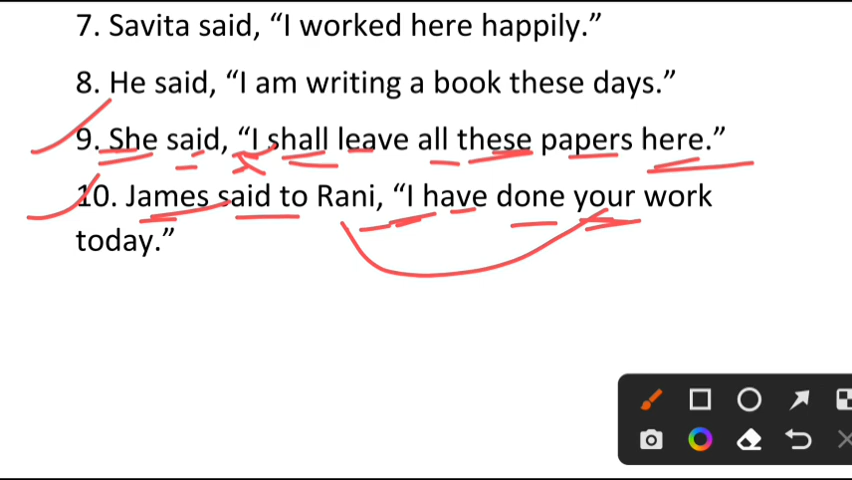 7. Savita said, “I worked here happily.”
8. He said, “I am writing a book these days.”
9. She said, “I shall leave all these papers here.”
10. James said to Rani, “I have done your work
today.”